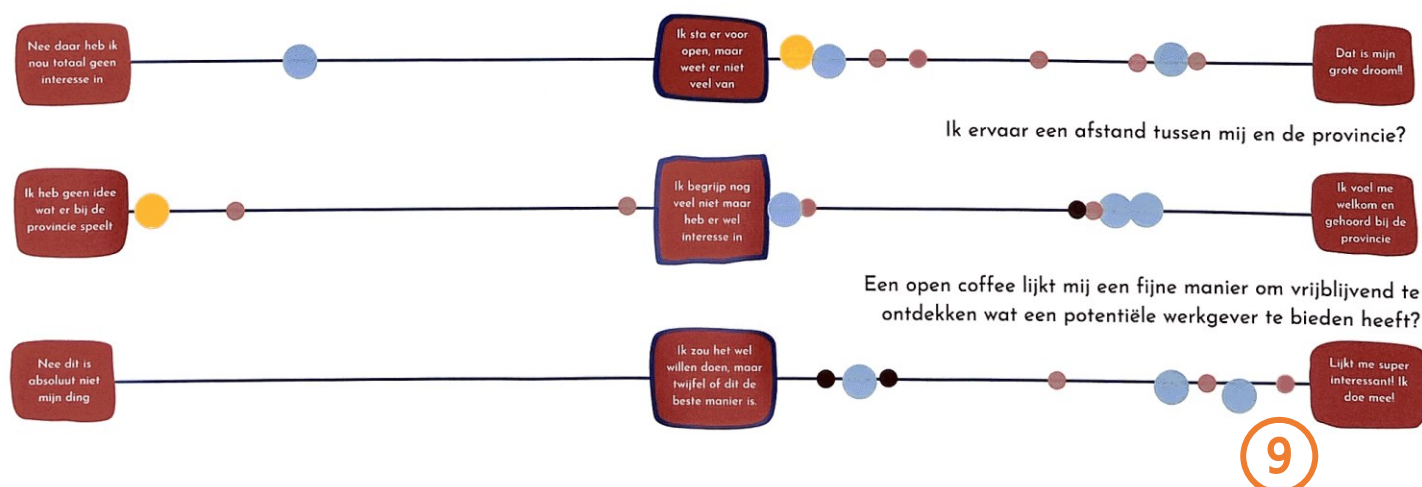 Nee daar heb ik
nou totaal geen
interesse in
Ik sta er voor
open, maar
weet er niet
veel van
Dat is mijn
grote droom!!
Ik ervaar een afstand tussen mij en de provincie?
Ik heb geen idee
wat er bij de
provincie speelt
Ik begrijp nog
veel niet maar
heb er wel
interesse in
Ik voel me
welkom en
gehoord bij de
provincie
Een open coffee lijkt mij een fijne manier om vrijblijvend te
ontdekken wat een potentiële werkgever te bieden heeft?
Nee dit is
absoluut niet
mijn ding
Ik zou het wel
willen doen, maar
twijfel of dit de
beste manier is.
Lijkt me super
interessant! Ik
doe mee!
9